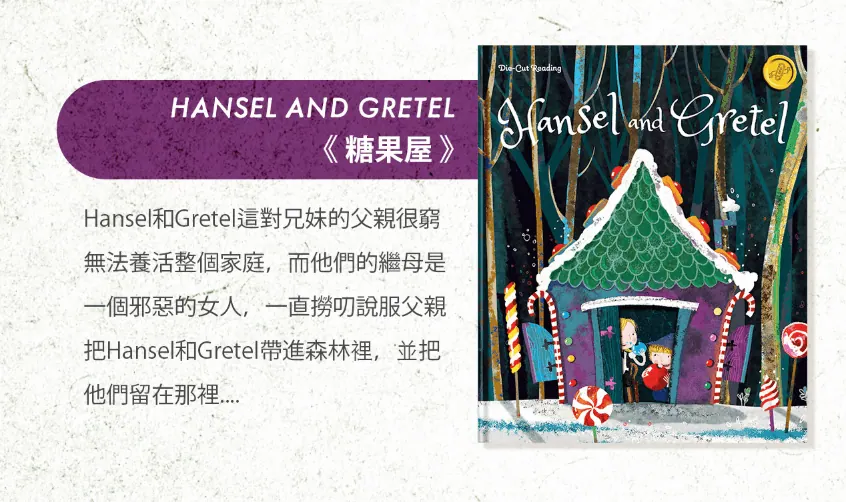 HANSEL AND GRETEL
《糖果屋》
Hansel和Gretel這對兄妹的父親很窮
無法養活整個家庭，而他們的繼母是
一個邪惡的女人，一直撈叨說服父親
把Hansel和Gretel帶進森林裡，並把
他們留在那裡....
Die-Cut Reading
Hansel and Gretel